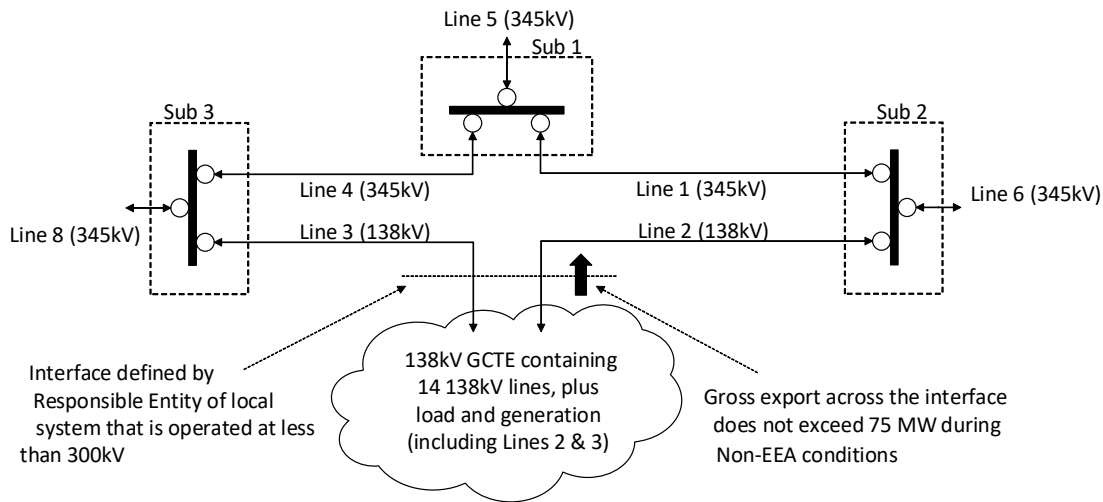 Line 5 (345kV)
Sub 1
Sub 3
Sub 2
Line 4 (345kV)
Line 1 (345kV)
Line 8 (345kV)
Line 6 (345kV)
Line 3 (138kV)
Line 2 (138kV)
Interface defined by
Responsible Entity of local
system that is operated at less
than 300kV
138kV GCTE containing
14 138kV lines, plus
load and generation
(including Lines 2 & 3)
Gross export across the interface
does not exceed 75 MW during
Non-EEA conditions